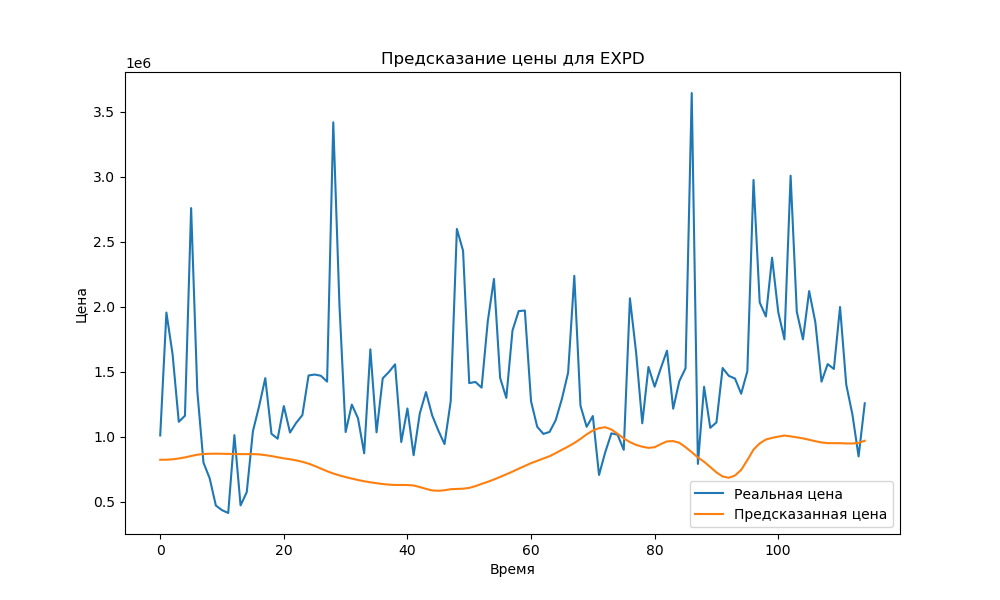 Предсказание цены для EXPD
1e6
3.5
3.0
2.5
2.0
1.5
1.0
0.5
Цена
0 20 40 60 80 100
Время
Реальная цена
Предсказанная цена